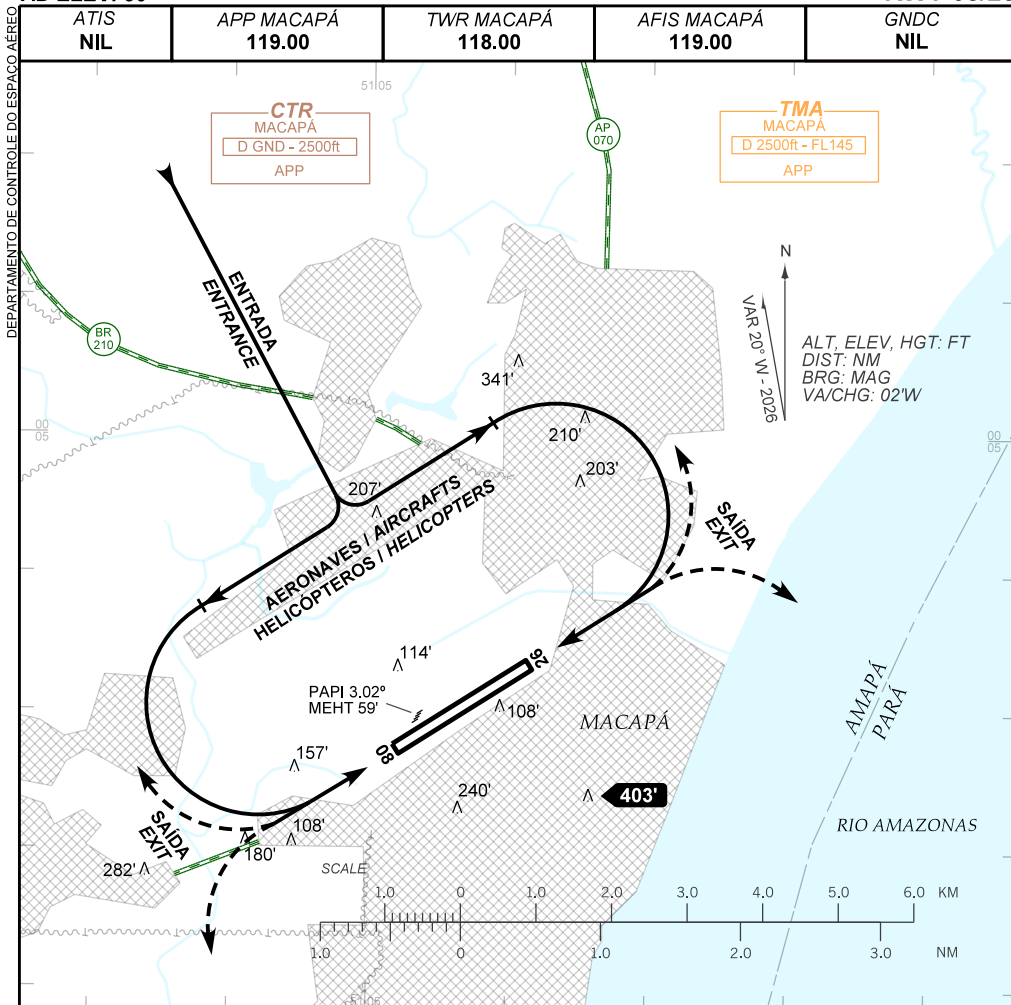 DEPARTAMENTO DE CONTROLE DO ESPAÇO AÉREO
ATIS
NIL
APP MACAPÁ
119.00
TWR MACAPÁ
118.00
AFIS MACAPÁ
119.00
GNDC
NIL
51 05
CTR
MACAPÁ
D GND - 2500ft
APP
AP
070
TMA
MACAPÁ
D 2500ft - FL145
APP
N
VAR 20° W - 2026
ALT, ELEV, HGT: FT
DIST: NM
BRG: MAG
VA/CHG: 02'W
ENTRADA
ENTRANCE
BR
210
341'
00
05
210'
00
05
203'
207'
AERONAVES / AIRCRAFTS
HELICÓPTEROS / HELICOPTERS
SAÍDA
EXIT
114'
26
PAPI 3.02º
MEHT 59'
108'
MACAPÁ
AMAPÁ
PARÁ
08
157'
240'
403'
RIO AMAZONAS
SAÍDA
EXIT
108'
180'
282'
SCALE
1.0 0 1.0 2.0 3.0 4.0 5.0 6.0 KM
1.0 0 1.0 2.0 3.0 NM
51 05